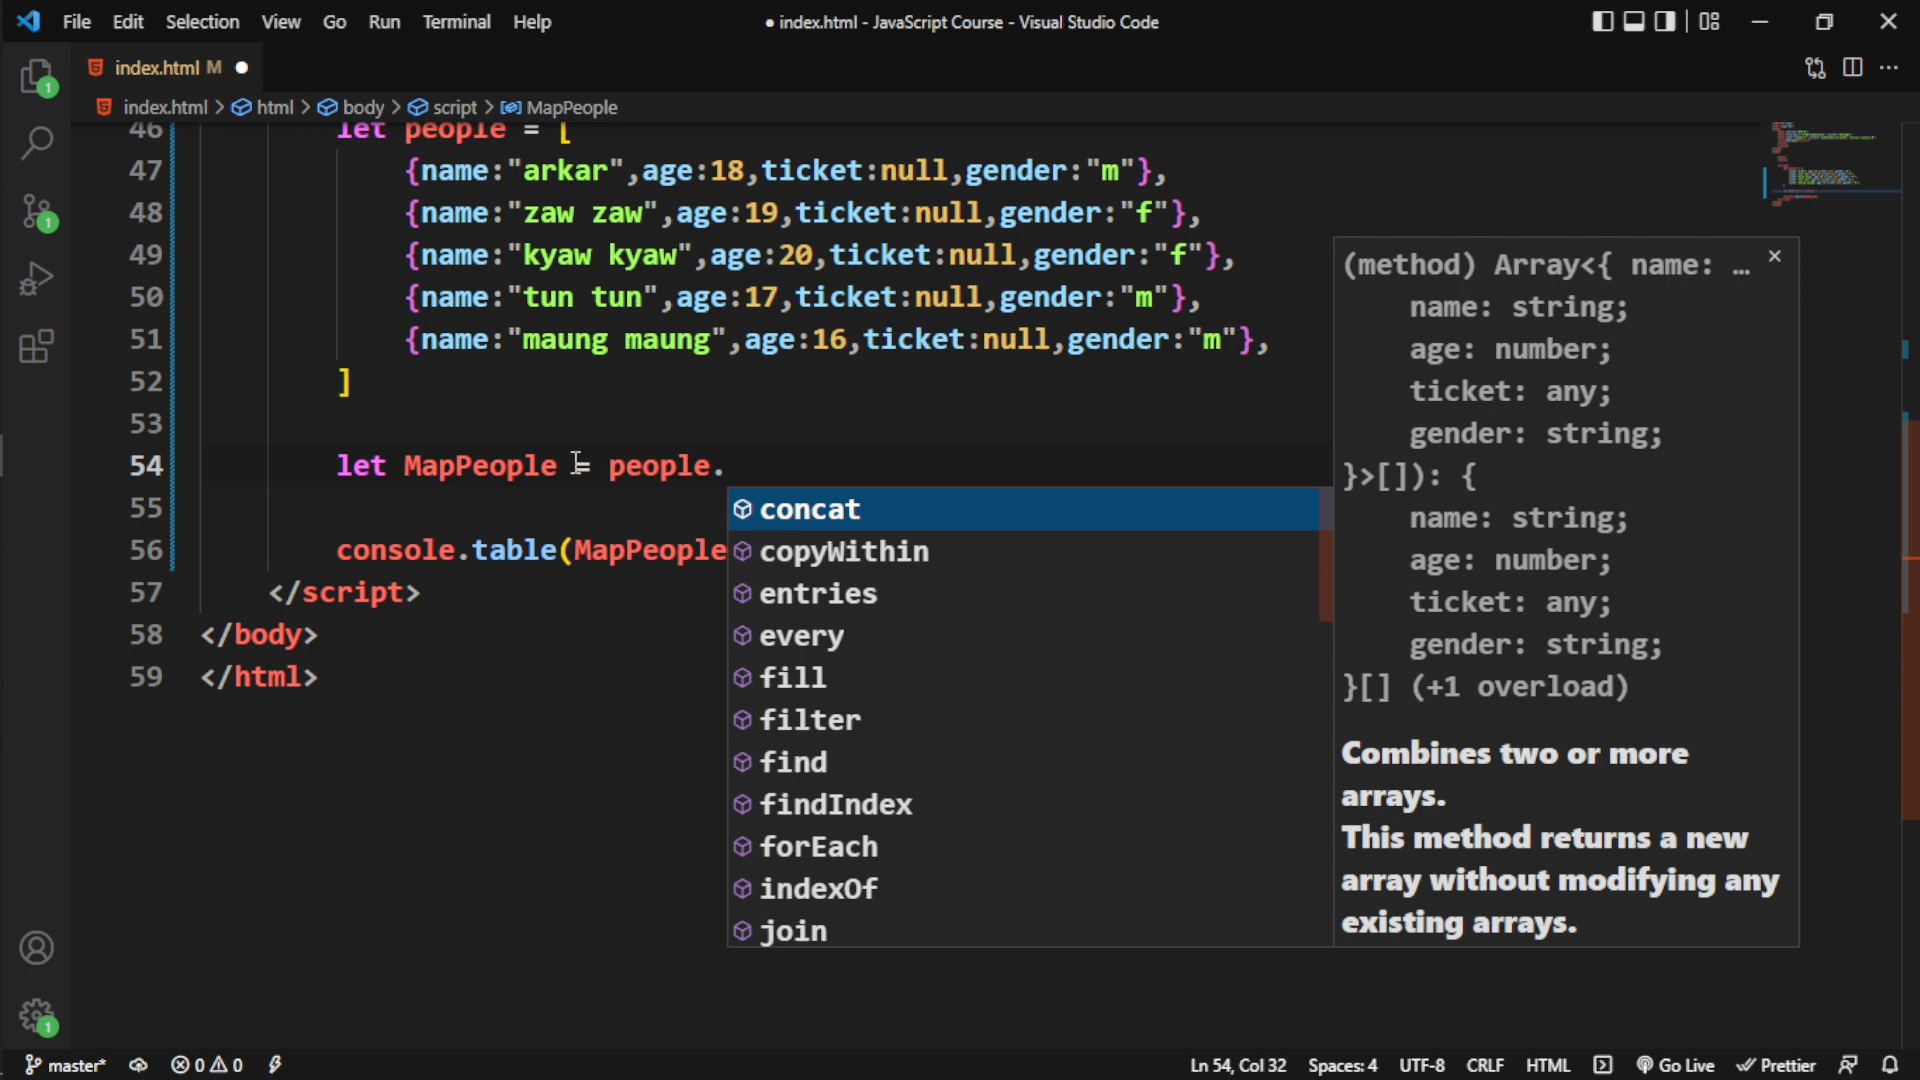 File Edit Selection View Go Run Terminal Help
● index.html - JavaScript Course - Visual Studio Code
index.html M ●
index.html > html > body > script > MapPeople
46 let people = [
47 {name:"arkar",age:18,ticket:null,gender:"m"},
48 {name:"zaw zaw",age:19,ticket:null,gender:"f"},
49 {name:"kyaw kyaw",age:20,ticket:null,gender:"f"},
50 {name:"tun tun",age:17,ticket:null,gender:"m"},
51 {name:"maung maung",age:16,ticket:null,gender:"m"},
52 ]
53
54 let MapPeople = people.
55
56 console.table(MapPeople
57 </script>
58 </body>
59 </html>
concat
copyWithin
entries
every
fill
filter
find
findIndex
forEach
indexOf
join
(method) Array<{ name: …
name: string;
age: number;
ticket: any;
gender: string;
}>[]): {
name: string;
age: number;
ticket: any;
gender: string;
}[] (+1 overload)
Combines two or more
arrays.
This method returns a new
array without modifying any
existing arrays.
1
1
1
master* 0 0 Ln 54, Col 32 Spaces: 4 UTF-8 CRLF HTML Go Live Prettier